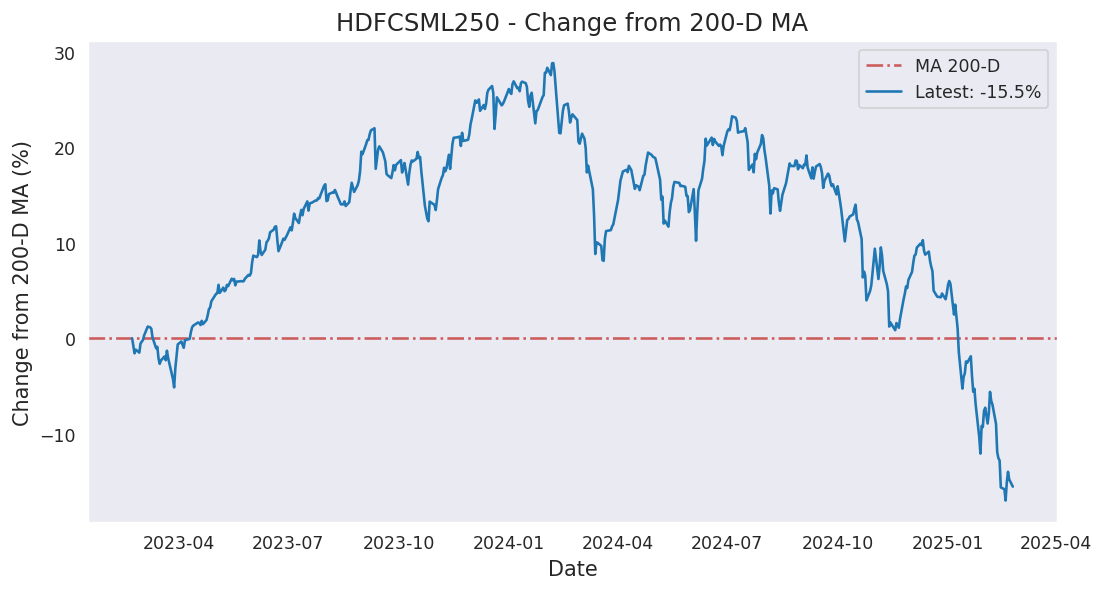 HDFCSML250 - Change from 200-D MA
MA 200-D
Latest: -15.5%
Change from 200-D MA (%)
30
20
10
0
−10
2023-04 2023-07 2023-10 2024-01 2024-04 2024-07 2024-10 2025-01 2025-04
Date